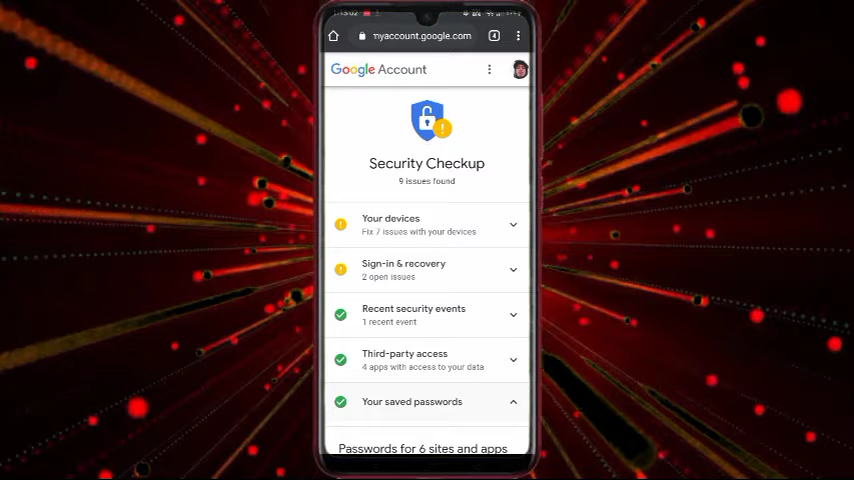 myaccount.google.com
4
Google Account
Security Checkup
9 issues found
Your devices
Fix 7 issues with your devices
Sign-in & recovery
2 open issues
Recent security events
1 recent event
Third-party access
4 apps with access to your data
Your saved passwords
Passwords for 6 sites and apps